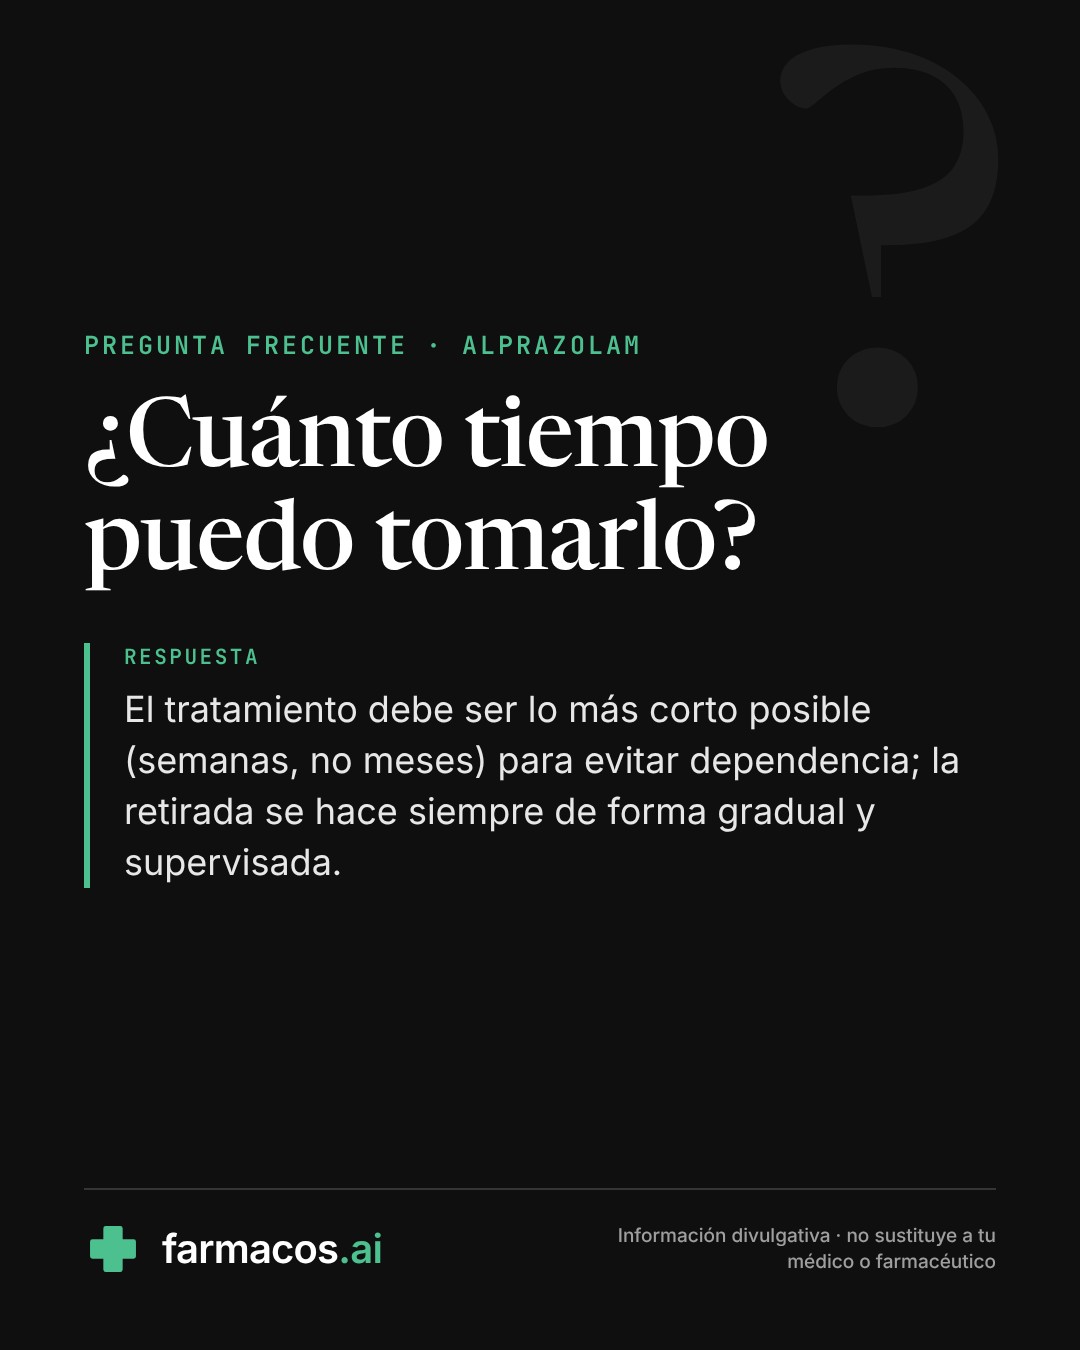 PREGUNTA FRECUENTE · ALPRAZOLAM
¿Cuánto tiempo
puedo tomarlo?
RESPUESTA
El tratamiento debe ser lo más corto posible
(semanas, no meses) para evitar dependencia; la
retirada se hace siempre de forma gradual y
supervisada.
farmacos.ai
Información divulgativa · no sustituye a tu
médico o farmacéutico